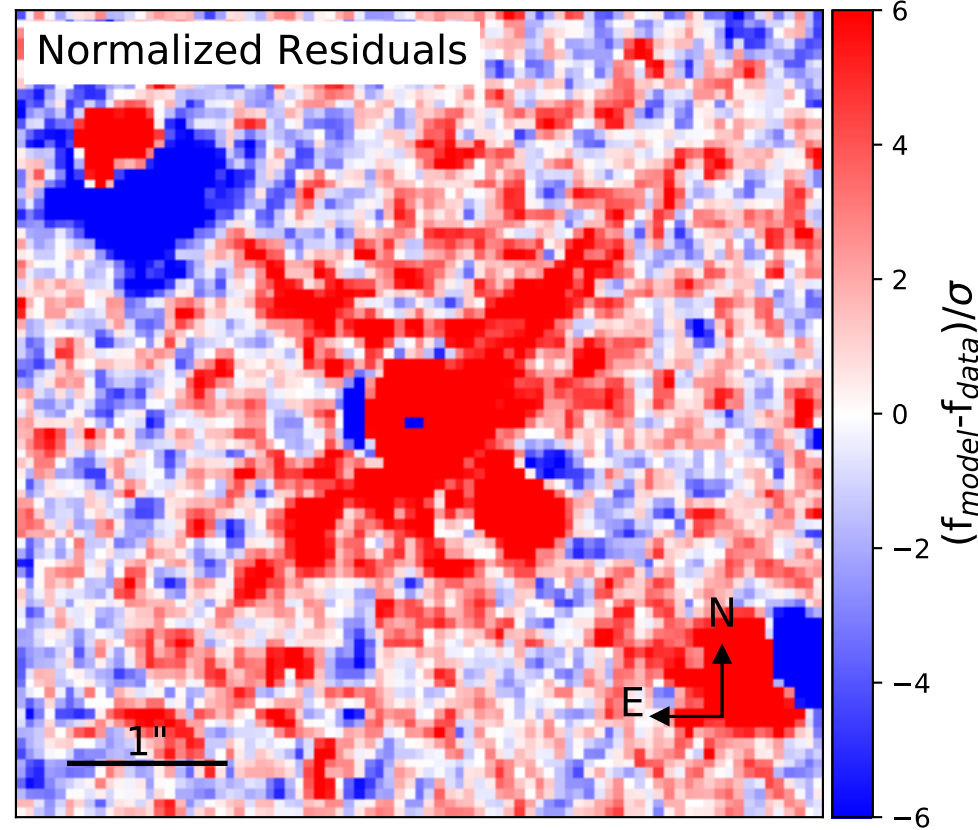 Normalized Residuals
6
4
2
0
−2
−4
−6
(f_model-f_data)/σ
N
E
1"